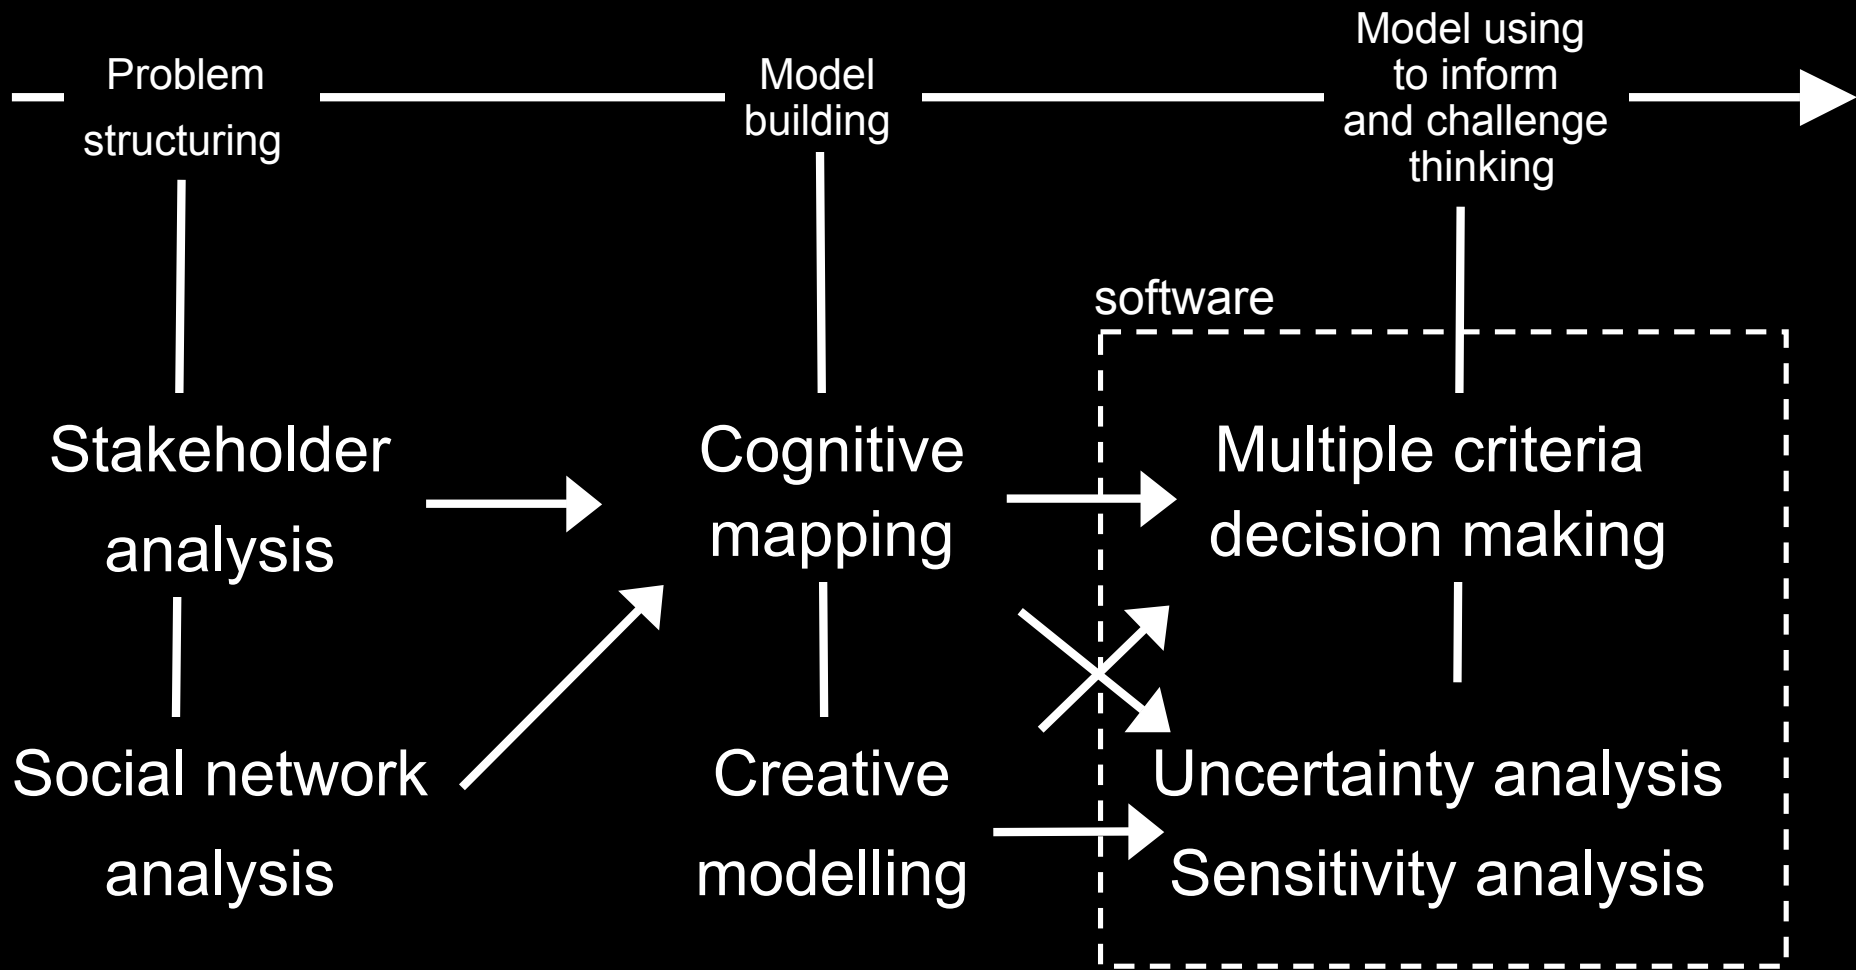 Problem
structuring
Model
building
Model using
to inform
and challenge
thinking
software
Stakeholder
analysis
Cognitive
mapping
Multiple criteria
decision making
Social network
analysis
Creative
modelling
Uncertainty analysis
Sensitivity analysis